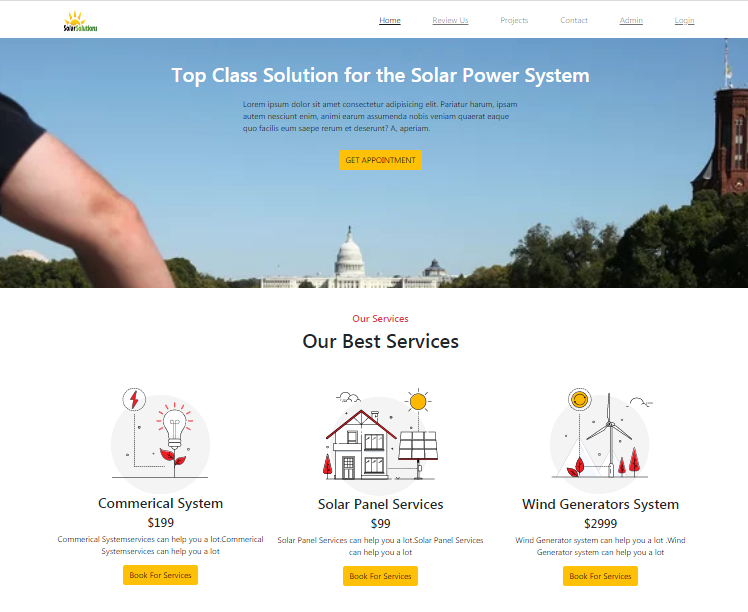 SolarSolutions
Home Review Us Projects Contact Admin Login
Top Class Solution for the Solar Power System
Lorem ipsum dolor sit amet consectetur adipisicing elit. Pariatur harum, ipsam
autem nesciunt enim, animi earum assumenda nobis veniam quaerat eaque
quo facilis eum saepe rerum et deserunt? A, aperiam.
GET APPOINTMENT
Our Services
Our Best Services
Commerical System
$199
Commerical Systemservices can help you a lot.Commerical
Systemservices can help you a lot
Book For Services
Solar Panel Services
$99
Solar Panel Services can help you a lot.Solar Panel Services
can help you a lot
Book For Services
Wind Generators System
$2999
Wind Generator system can help you a lot .Wind
Generator system can help you a lot
Book For Services